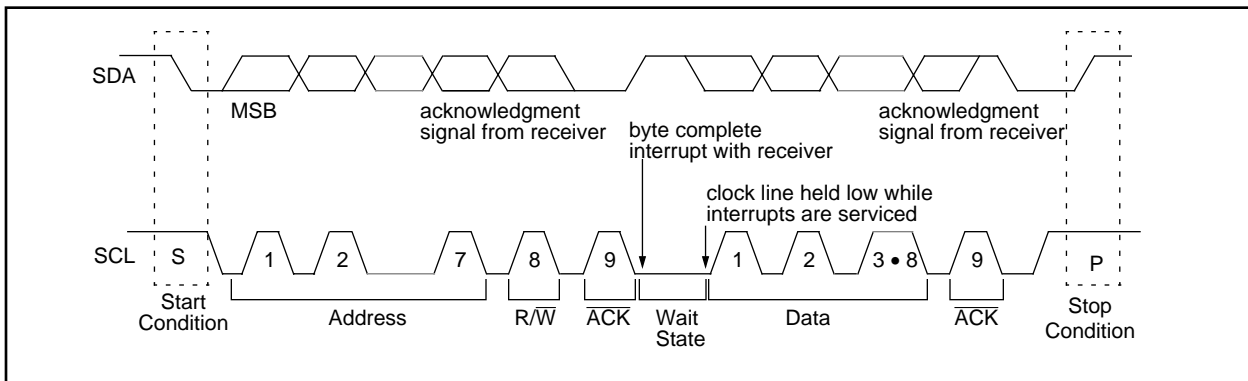 SDA
MSB
acknowledgment
signal from receiver
acknowledgment
signal from receiver
byte complete
interrupt with receiver
clock line held low while
interrupts are serviced
SCL
S
1
2
7
8
9
1
2
3 • 8
9
P
Start
Condition
Address
R/W̅
A̅C̅K̅
Wait
State
Data
A̅C̅K̅
Stop
Condition